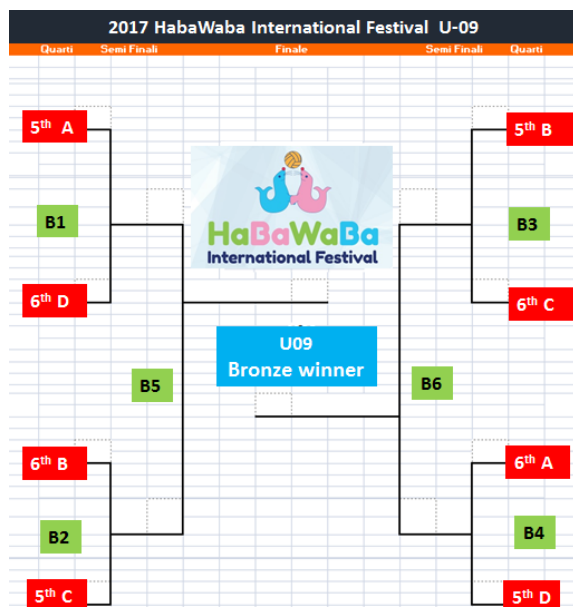 2017 HabaWaba International Festival U-09
Quarti Semi Finali Finale Semi Finali Quarti
5th A
5th B
HaBaWaBa
International Festival
B1
B3
6th D
6th C
U09
Bronze winner
B5
B6
6th B
6th A
B2
B4
5th C
5th D